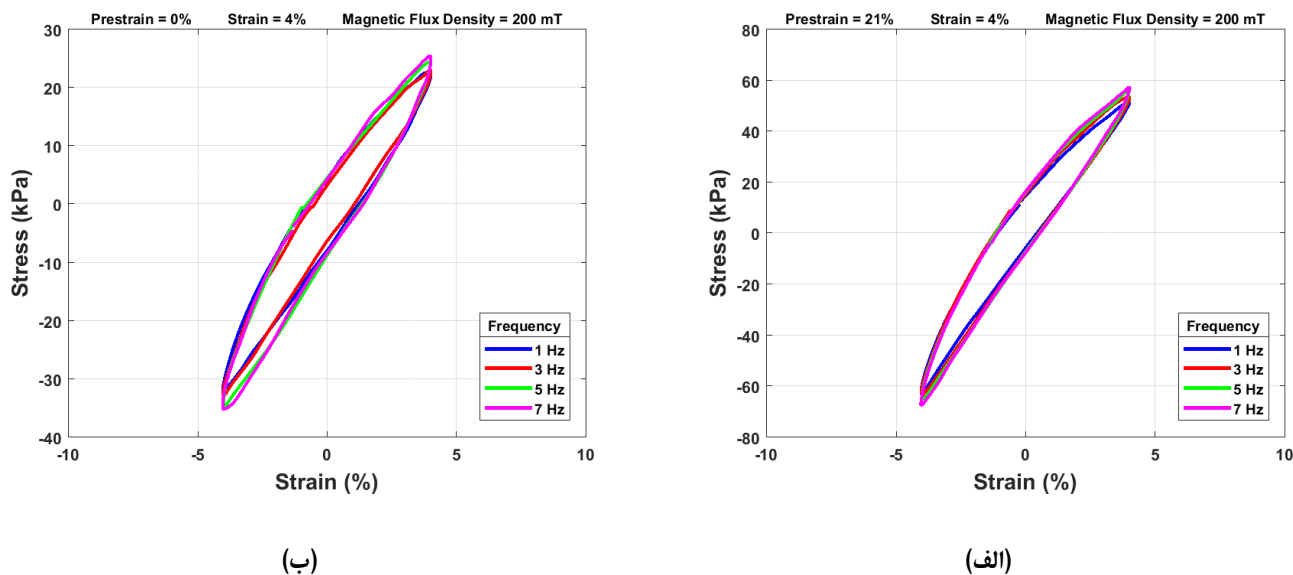 Prestrain = 0% Strain = 4% Magnetic Flux Density = 200 mT
30
20
10
0
-10
-20
-30
-40
Stress (kPa)
-10 -5 0 5 10
Strain (%)
Frequency
1 Hz
3 Hz
5 Hz
7 Hz
(ب)
Prestrain = 21% Strain = 4% Magnetic Flux Density = 200 mT
80
60
40
20
0
-20
-40
-60
-80
Stress (kPa)
-10 -5 0 5 10
Strain (%)
Frequency
1 Hz
3 Hz
5 Hz
7 Hz
(الف)